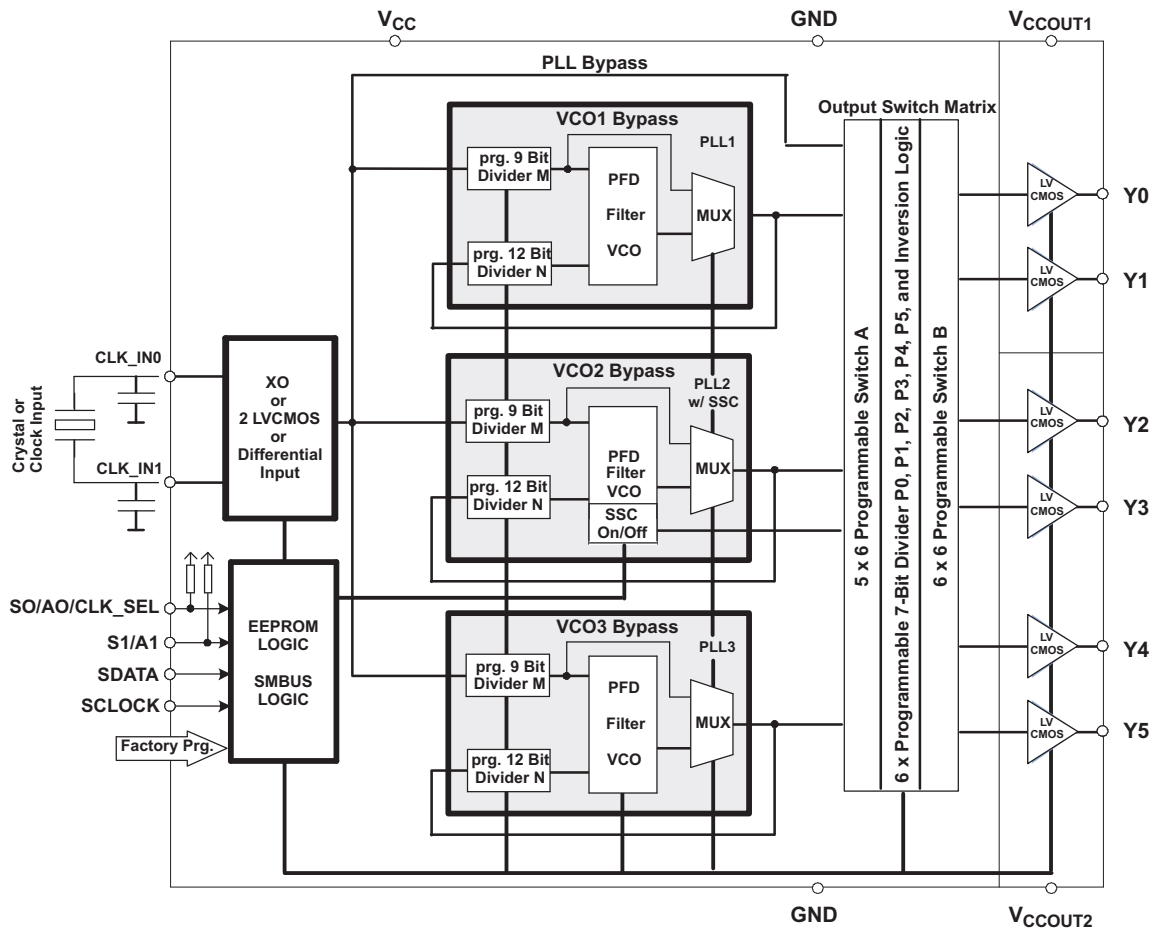 VCC
GND
VCCOUT1
PLL Bypass
Output Switch Matrix
VCO1 Bypass
PLL1
prg. 9 Bit
Divider M
prg. 12 Bit
Divider N
PFD
Filter
VCO
MUX
CLK_IN0
Crystal or
Clock Input
CLK_IN1
XO
or
2 LVCMOS
or
Differential
Input
VCO2 Bypass
PLL2
w/ SSC
prg. 9 Bit
Divider M
prg. 12 Bit
Divider N
PFD
Filter
VCO
SSC
On/Off
MUX
SO/AO/CLK_SEL
S1/A1
SDATA
SCLOCK
Factory Prg.
EEPROM
LOGIC
SMBUS
LOGIC
VCO3 Bypass
PLL3
prg. 9 Bit
Divider M
prg. 12 Bit
Divider N
PFD
Filter
VCO
MUX
5 x 6 Programmable Switch A
6 x Programmable 7-Bit Divider P0, P1, P2, P3, P4, P5, and Inversion Logic
6 x 6 Programmable Switch B
LV
CMOS
Y0
LV
CMOS
Y1
LV
CMOS
Y2
LV
CMOS
Y3
LV
CMOS
Y4
LV
CMOS
Y5
GND
VCCOUT2